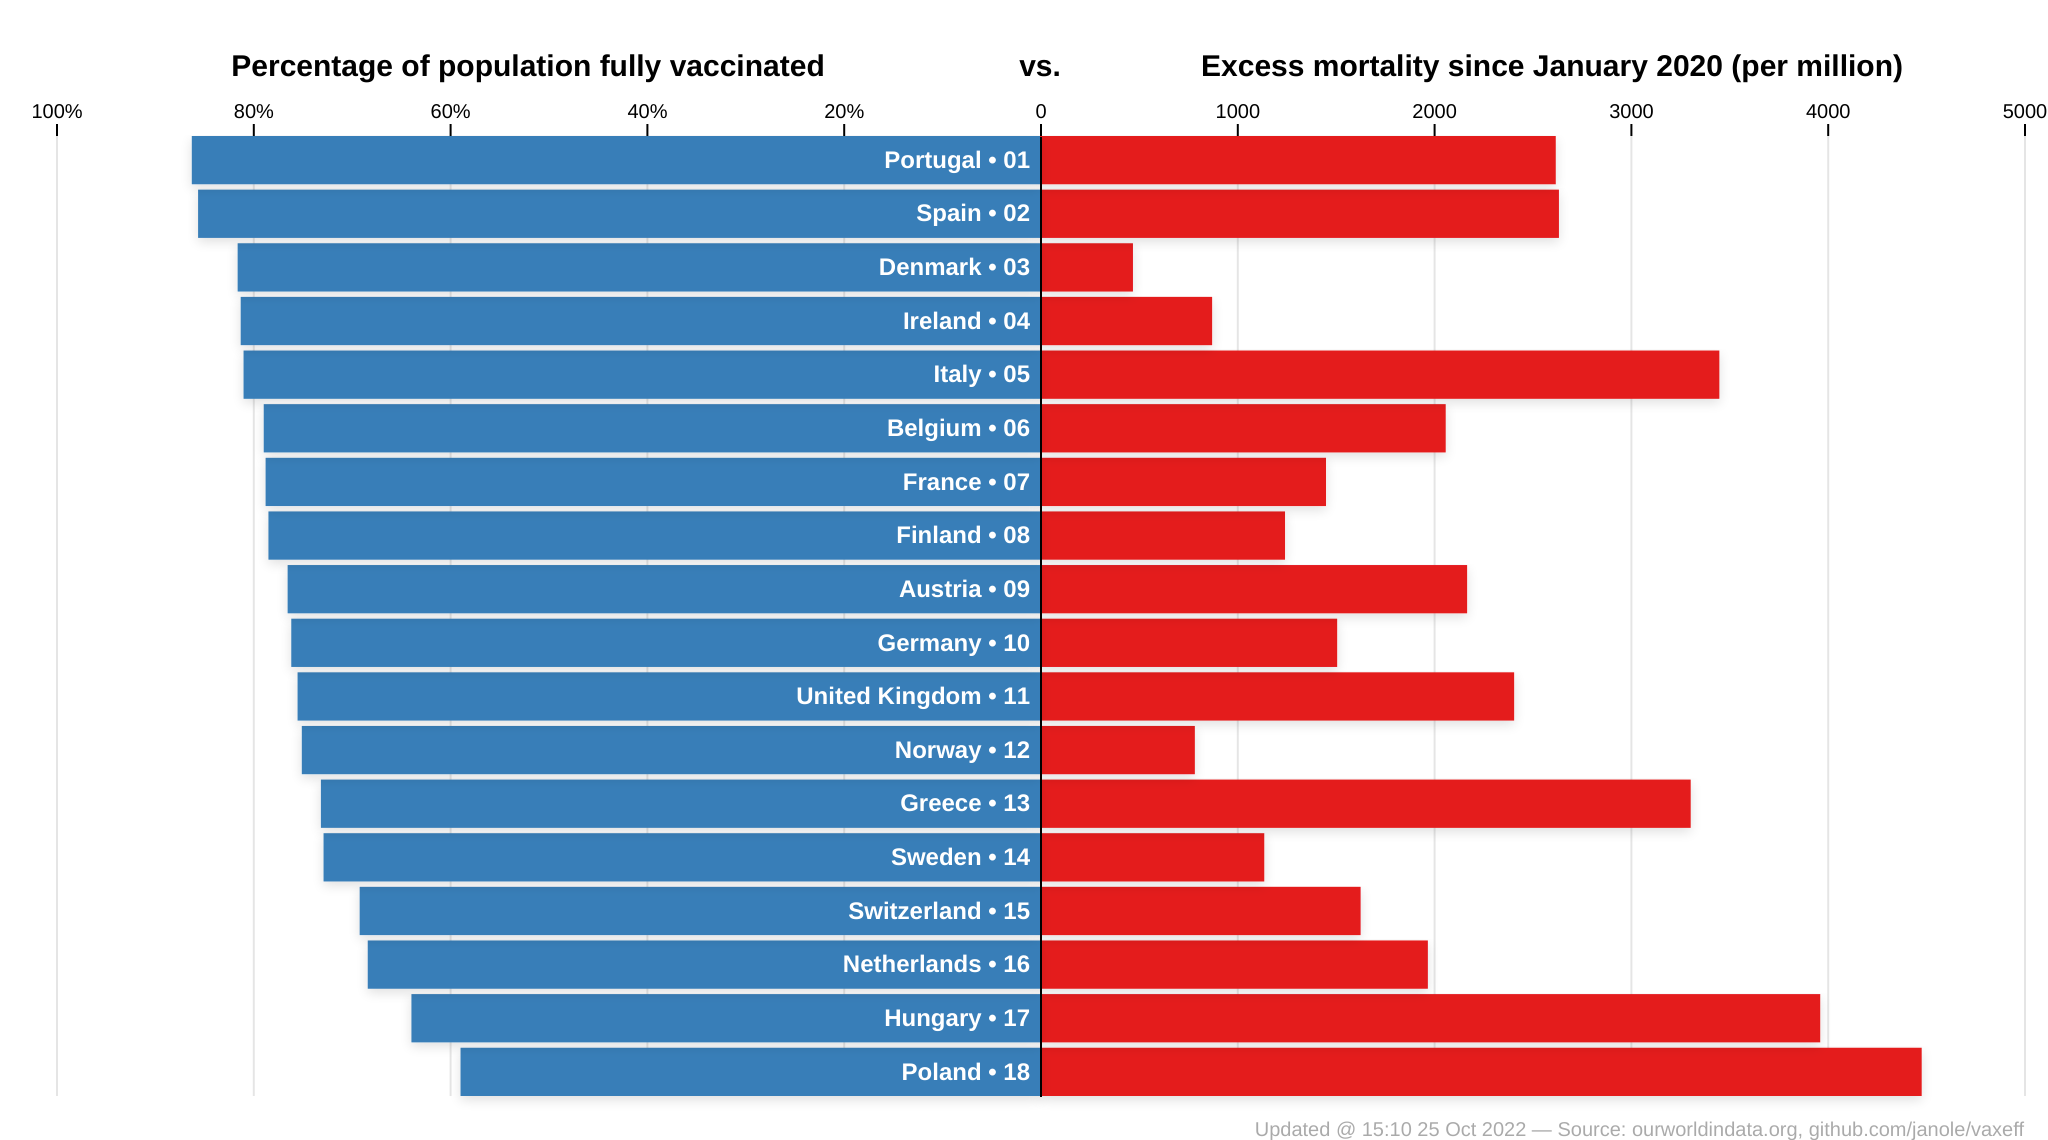 Percentage of population fully vaccinated vs. Excess mortality since January 2020 (per million)
100% 80% 60% 40% 20% 0 1000 2000 3000 4000 5000
Portugal • 01
Spain • 02
Denmark • 03
Ireland • 04
Italy • 05
Belgium • 06
France • 07
Finland • 08
Austria • 09
Germany • 10
United Kingdom • 11
Norway • 12
Greece • 13
Sweden • 14
Switzerland • 15
Netherlands • 16
Hungary • 17
Poland • 18
Updated @ 15:10 25 Oct 2022 — Source: ourworldindata.org, github.com/janole/vaxeff